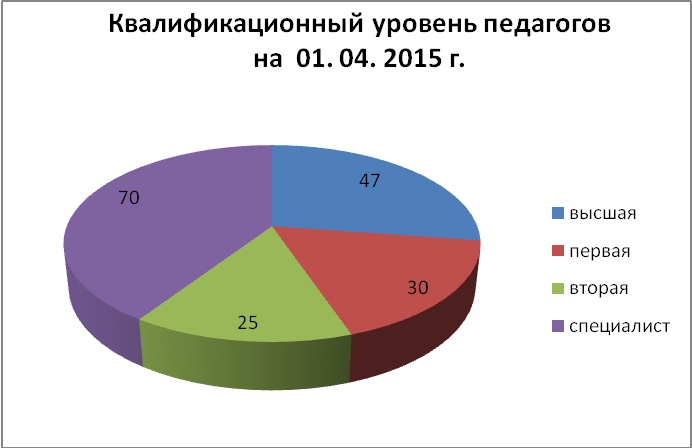 Квалификационный уровень педагогов
на  01. 04. 2015 г.
47
70
30
25
высшая
первая
вторая
специалист